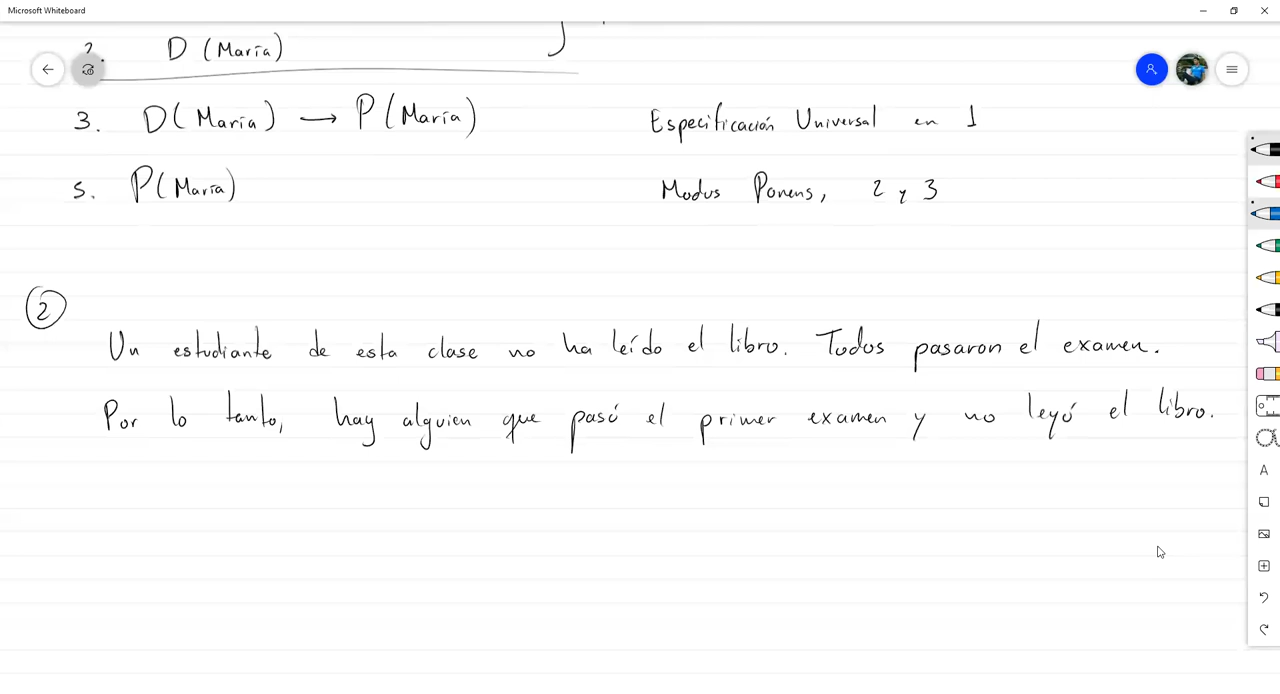 Microsoft Whiteboard
2. D (María)
3. D(María) → P(María) Especificación Universal en 1
5. P(María) Modus Ponens, 2 y 3
2
Un estudiante de esta clase no ha leído el libro. Todos pasaron el examen.
Por lo tanto, hay alguien que pasó el primer examen y no leyó el libro.
A